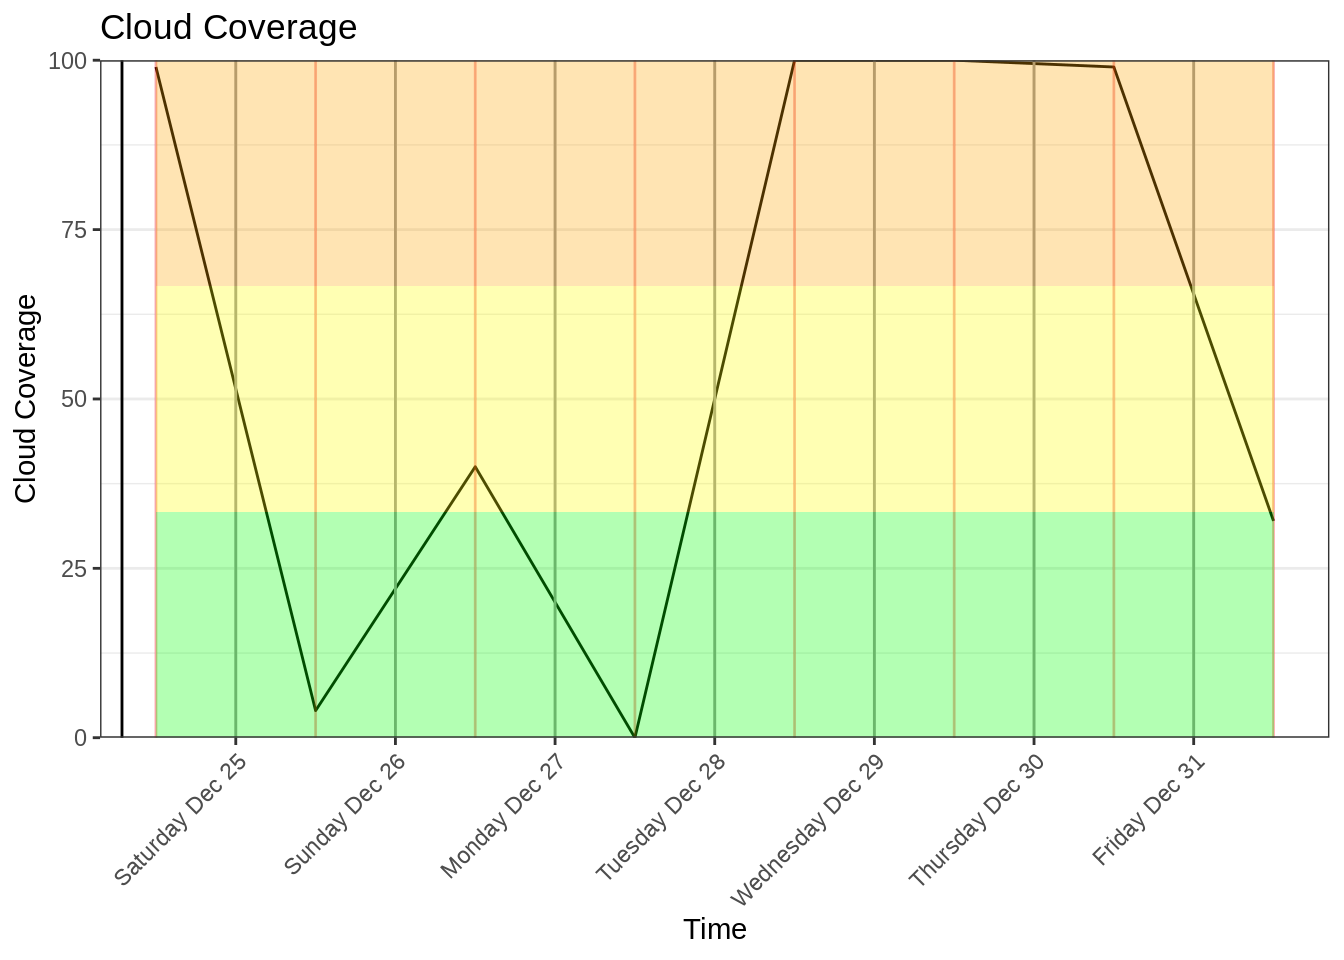 Cloud Coverage
100
75
50
25
0
Cloud Coverage
Saturday Dec 25
Sunday Dec 26
Monday Dec 27
Tuesday Dec 28
Wednesday Dec 29
Thursday Dec 30
Friday Dec 31
Time